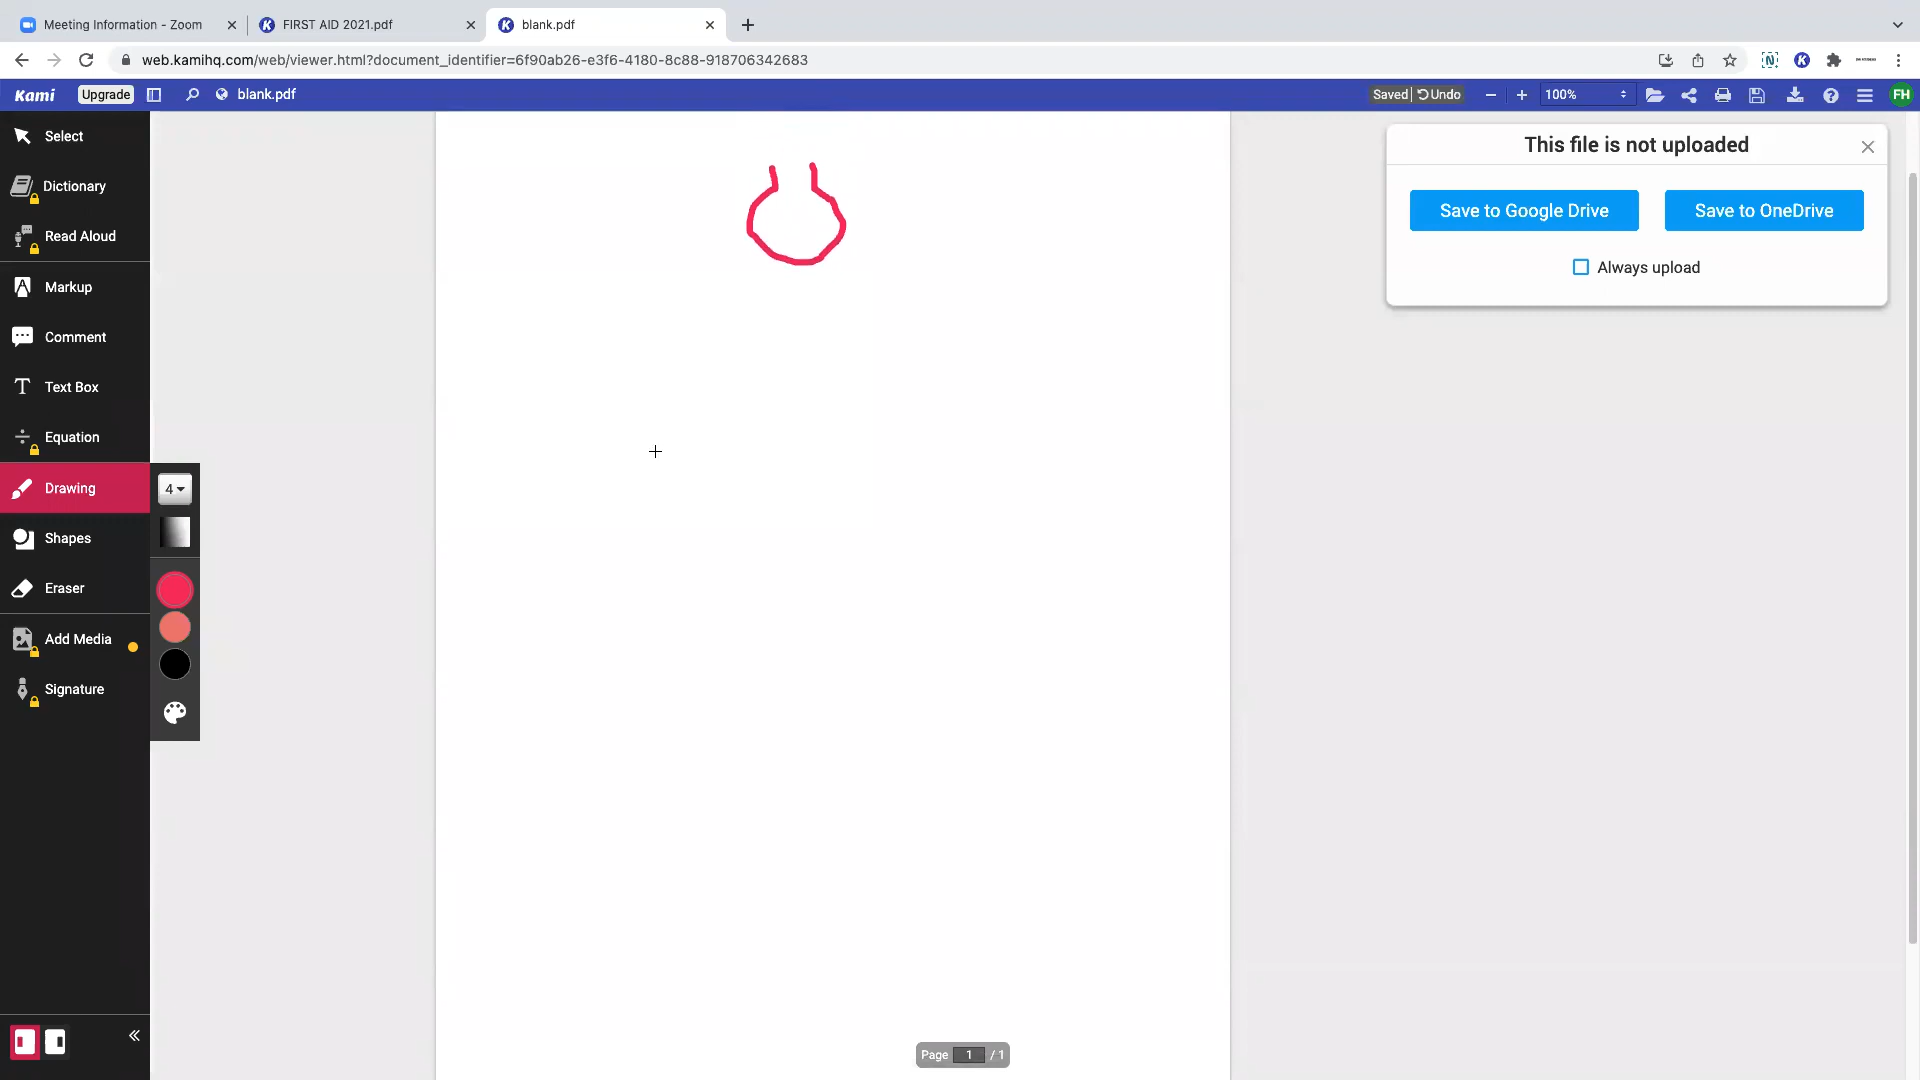 Meeting Information - Zoom
FIRST AID 2021.pdf
blank.pdf
web.kamihq.com/web/viewer.html?document_identifier=6f90ab26-e3f6-4180-8c88-918706342683
Kami
Upgrade
blank.pdf
Saved
Undo
100%
FH
Select
Dictionary
Read Aloud
Markup
Comment
Text Box
Equation
Drawing
4
Shapes
Eraser
Add Media
Signature
This file is not uploaded
Save to Google Drive
Save to OneDrive
Always upload
Page 1 / 1